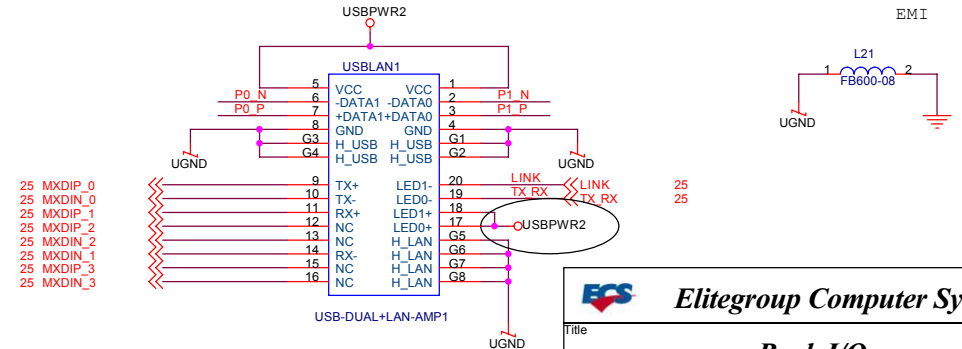 USBPWR2
EMI
USBLAN1
L21
1 2
FB600-08
UGND
5 VCC VCC 1
P0_N 6 -DATA1 -DATA0 2 P1_N
P0_P 7 +DATA1 +DATA0 3 P1_P
8 GND GND 4
G3 H_USB H_USB G1
G4 H_USB H_USB G2
UGND UGND
25 MXDIP_0 9 TX+ LED1- 20 LINK LINK 25
25 MXDIN_0 10 TX- LED0- 19 TX_RX TX_RX 25
25 MXDIP_1 11 RX+ LED1+ 18
25 MXDIP_2 12 NC LED0+ 17 USBPWR2
25 MXDIN_2 13 NC H_LAN G5
25 MXDIN_1 14 RX- H_LAN G6
25 MXDIP_3 15 NC H_LAN G7
25 MXDIN_3 16 NC H_LAN G8
USB-DUAL+LAN-AMP1
UGND
ECS Elitegroup Computer Sy
Title